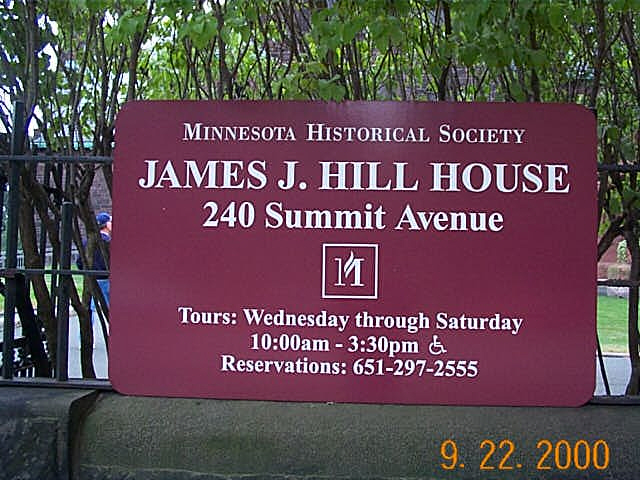 MINNESOTA HISTORICAL SOCIETY
JAMES J. HILL HOUSE
240 Summit Avenue
M
Tours: Wednesday through Saturday
10:00am - 3:30pm
Reservations: 651-297-2555
9. 22. 2000